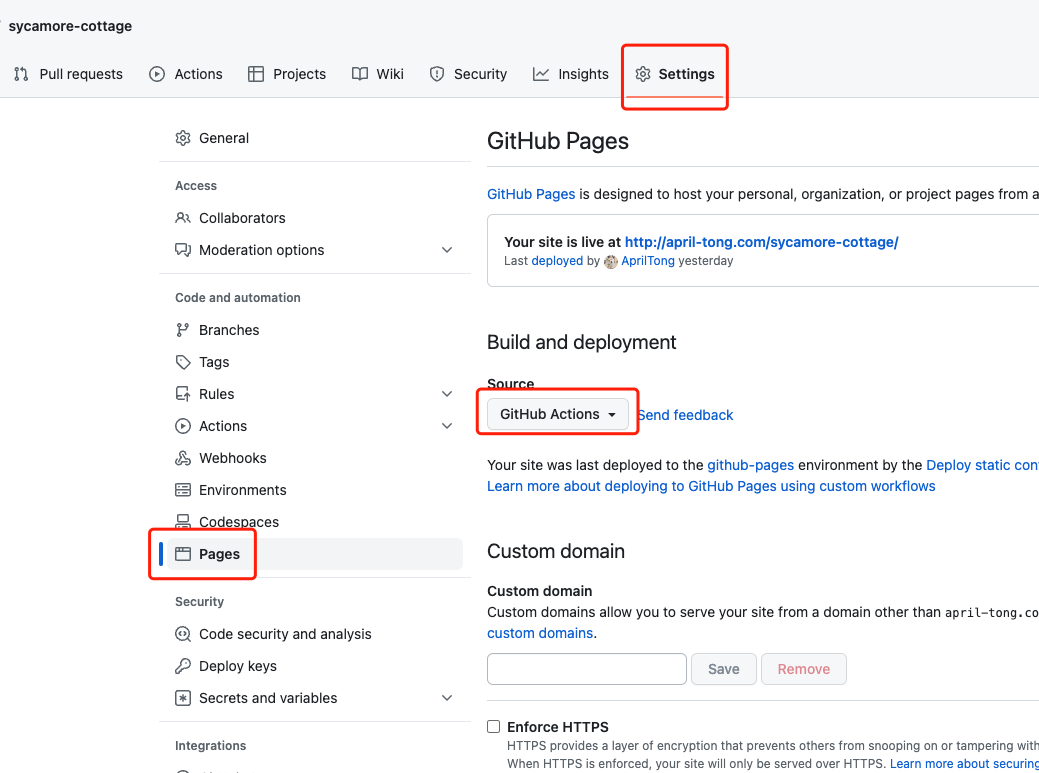 sycamore-cottage
Pull requests
Actions
Projects
Wiki
Security
Insights
Settings
General
Access
Collaborators
Moderation options
Code and automation
Branches
Tags
Rules
Actions
Webhooks
Environments
Codespaces
Pages
Security
Code security and analysis
Deploy keys
Secrets and variables
Integrations
GitHub Pages
GitHub Pages is designed to host your personal, organization, or project pages from a
Your site is live at http://april-tong.com/sycamore-cottage/
Last deployed by AprilTong yesterday
Build and deployment
Source
GitHub Actions
Send feedback
Your site was last deployed to the github-pages environment by the Deploy static con
Learn more about deploying to GitHub Pages using custom workflows
Custom domain
Custom domain
Custom domains allow you to serve your site from a domain other than april-tong.co
custom domains.
Save
Remove
Enforce HTTPS
HTTPS provides a layer of encryption that prevents others from snooping on or tampering with
When HTTPS is enforced, your site will only be served over HTTPS. Learn more about securing